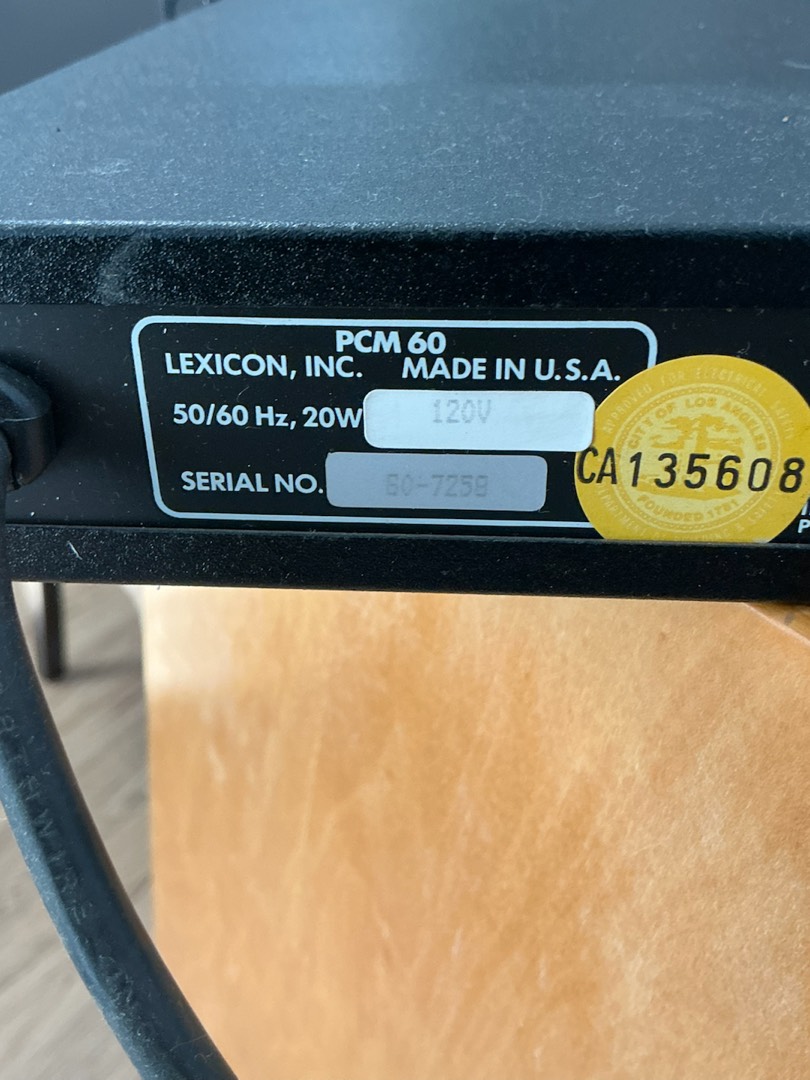 PCM 60
LEXICON, INC. MADE IN U.S.A.
50/60 Hz, 20W 120V
SERIAL NO. 60-7258
CITY OF LOS ANGELES
CA135608
FOUNDED 1781